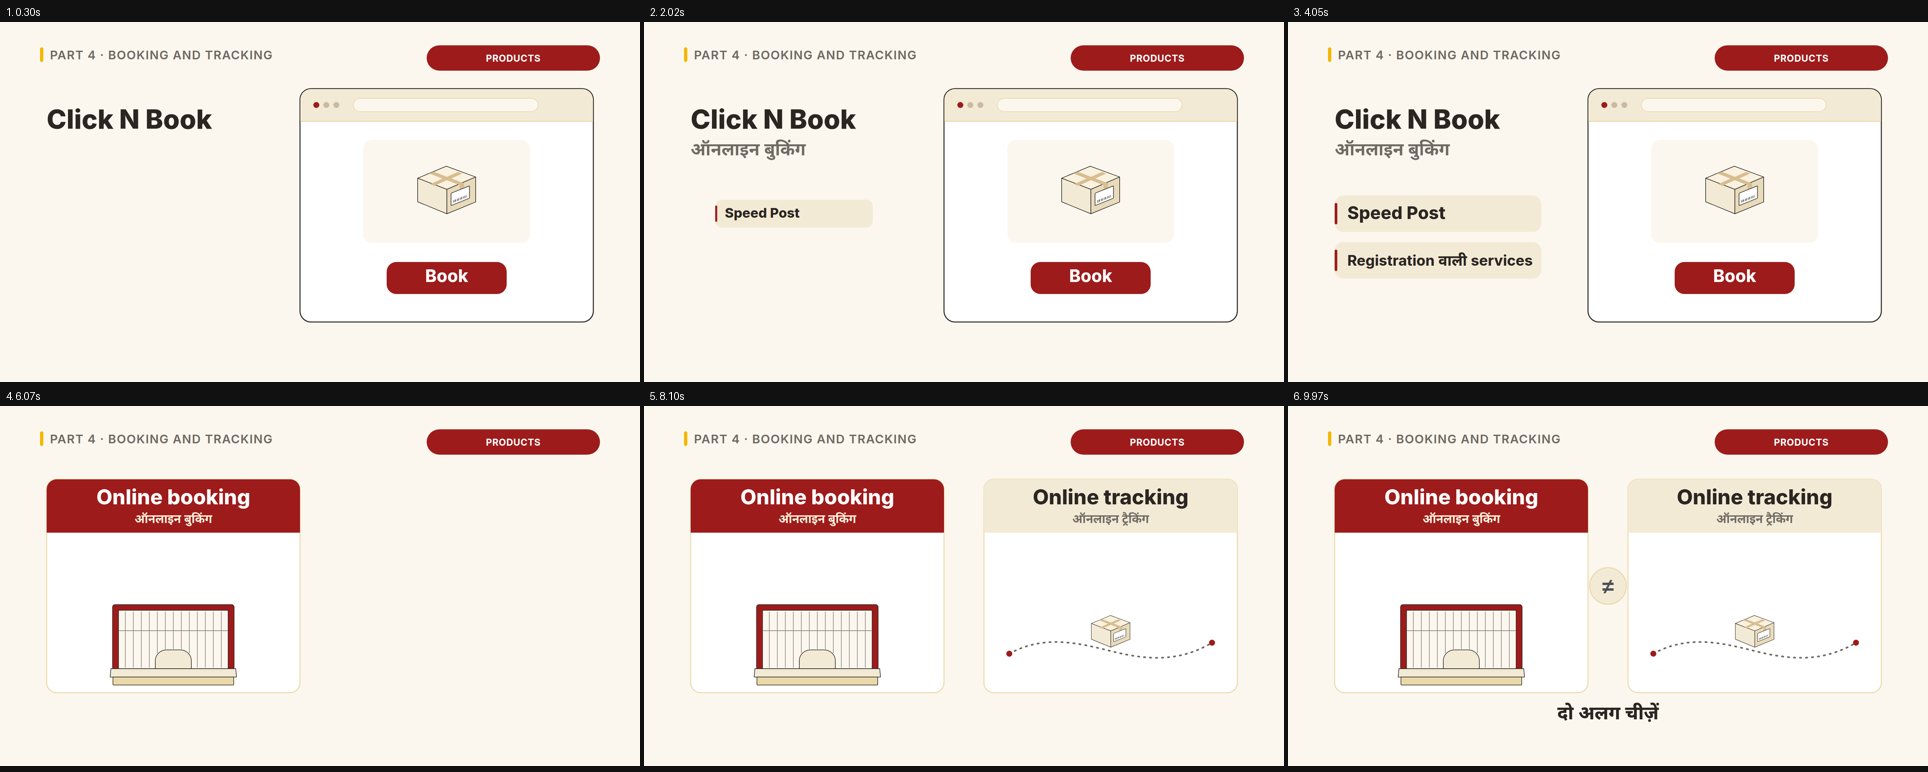 1. 0.30s
PART 4 · BOOKING AND TRACKING
PRODUCTS
Click N Book
Book
2. 2.02s
PART 4 · BOOKING AND TRACKING
PRODUCTS
Click N Book
ऑनलाइन बुकिंग
Speed Post
Book
3. 4.05s
PART 4 · BOOKING AND TRACKING
PRODUCTS
Click N Book
ऑनलाइन बुकिंग
Speed Post
Registration वाली services
Book
4. 6.07s
PART 4 · BOOKING AND TRACKING
PRODUCTS
Online booking
ऑनलाइन बुकिंग
5. 8.10s
PART 4 · BOOKING AND TRACKING
PRODUCTS
Online booking
ऑनलाइन बुकिंग
Online tracking
ऑनलाइन ट्रैकिंग
6. 9.97s
PART 4 · BOOKING AND TRACKING
PRODUCTS
Online booking
ऑनलाइन बुकिंग
≠
Online tracking
ऑनलाइन ट्रैकिंग
दो अलग चीज़ें